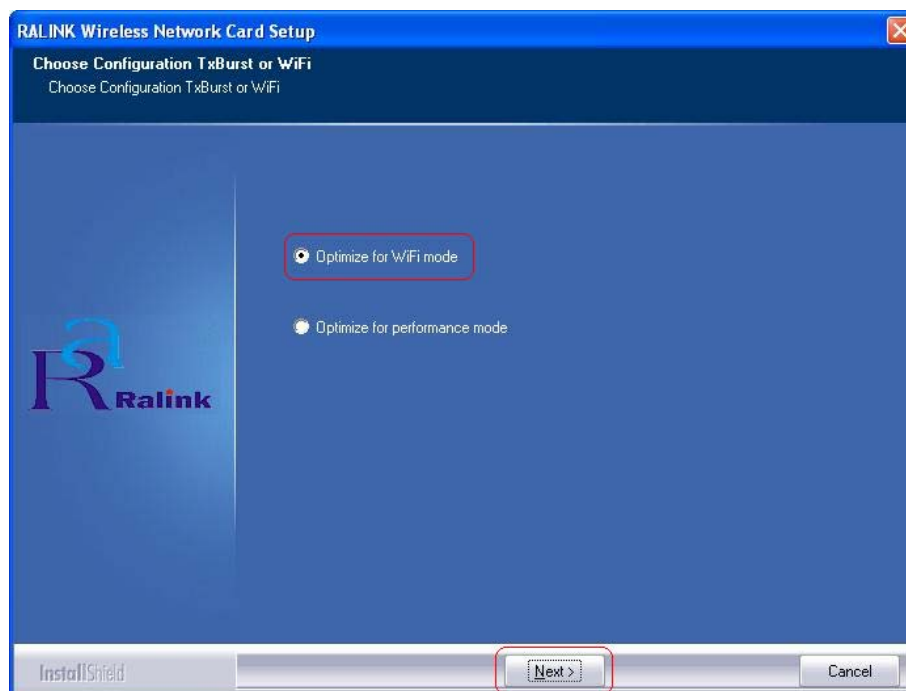 RALINK Wireless Network Card Setup
Choose Configuration TxBurst or WiFi
Choose Configuration TxBurst or WiFi
Optimize for WiFi mode
Optimize for performance mode
Ra
Ralink
InstallShield
Next >
Cancel